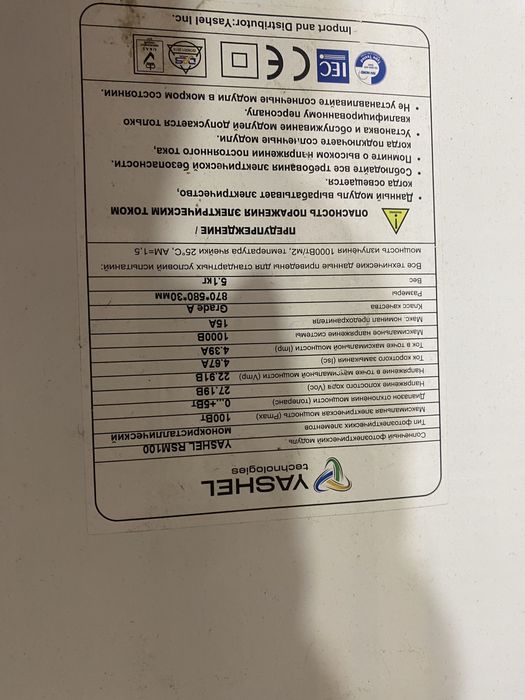 YASHEL
technologies
Солнечный фотоэлектрический модуль YASHEL RSM100
Тип фотоэлектрических элементов монокристаллический
Максимальная электрическая мощность (Pmax) 100Вт
Диапазон отклонения мощности (толеранс) 0...+5Вт
Напряжение холостого хода (Voc) 27.19В
Напряжение в точке максимальной мощности (Vmp) 22.91В
Ток короткого замыкания (Isc) 4.67А
Ток в точке максимальной мощности (Imp) 4.39А
Максимальное напряжение системы 1000В
Макс. номинал предохранителя 15А
Класс качества Grade A
Размеры 870*680*30мм
Вес 5.1кг
Все технические данные приведены для стандартных условий испытаний:
мощность излучения 1000Вт/м2, температура ячейки 25°C, AM=1,5
ПРЕДУПРЕЖДЕНИЕ /
ОПАСНОСТЬ ПОРАЖЕНИЯ ЭЛЕКТРИЧЕСКИМ ТОКОМ
• Данный модуль вырабатывает электричество,
когда освещается.
• Соблюдайте все требования электрической безопасности.
• Помните о высоком напряжении постоянного тока,
когда подключаете солнечные модули.
• Установка и обслуживание модулей допускается только
квалифицированному персоналу.
• Не устанавливайте солнечные модули в мокром состоянии.
IEC
CE
UKAS
Import and Distributor:Yashel Inc.